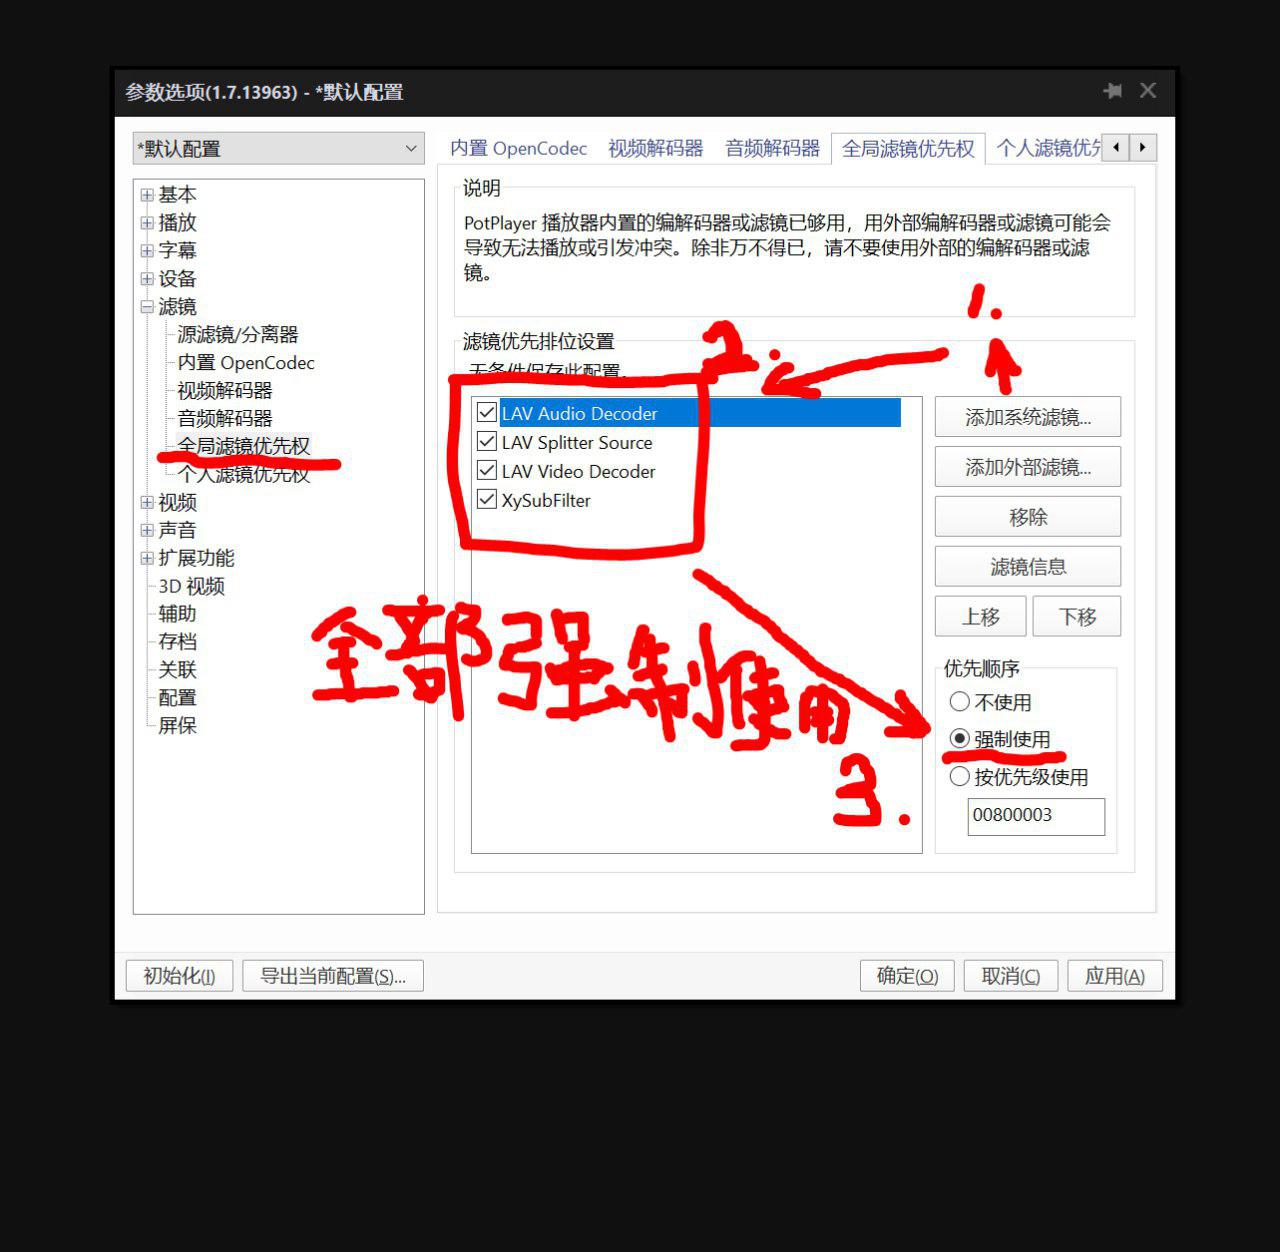 参数选项(1.7.13963) - *默认配置
*默认配置
基本
播放
字幕
设备
滤镜
源滤镜/分离器
内置 OpenCodec
视频解码器
音频解码器
全局滤镜优先权
个人滤镜优先权
视频
声音
扩展功能
3D 视频
辅助
存档
关联
配置
屏保
内置 OpenCodec 视频解码器 音频解码器 全局滤镜优先权 个人滤镜优先
说明
PotPlayer 播放器内置的编解码器或滤镜已够用，用外部编解码器或滤镜可能会
导致无法播放或引发冲突。除非万不得已，请不要使用外部的编解码器或滤
镜。
1.
滤镜优先排位设置
2.
无条件保存此配置.
LAV Audio Decoder
LAV Splitter Source
LAV Video Decoder
XySubFilter
全部强制使用
3.
添加系统滤镜...
添加外部滤镜...
移除
滤镜信息
上移 下移
优先顺序
不使用
强制使用
按优先级使用
00800003
初始化(I) 导出当前配置(S)... 确定(O) 取消(C) 应用(A)